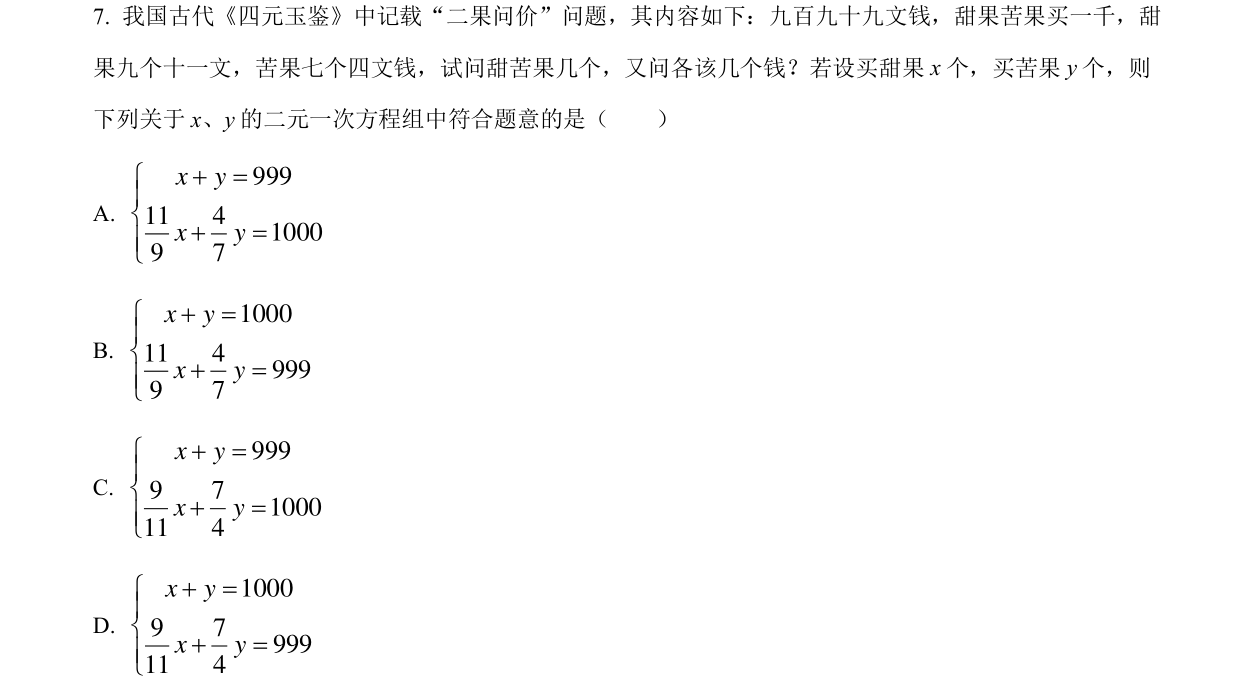 7. 我国古代《四元玉鉴》中记载“二果问价”问题，其内容如下：九百九十九文钱，甜果苦果买一千，甜
果九个十一文，苦果七个四文钱，试问甜苦果几个，又问各该几个钱？若设买甜果 x 个，买苦果 y 个，则
下列关于 x、y 的二元一次方程组中符合题意的是（　　）
A. { x + y = 999
11/9 x + 4/7 y = 1000
B. { x + y = 1000
11/9 x + 4/7 y = 999
C. { x + y = 999
9/11 x + 7/4 y = 1000
D. { x + y = 1000
9/11 x + 7/4 y = 999